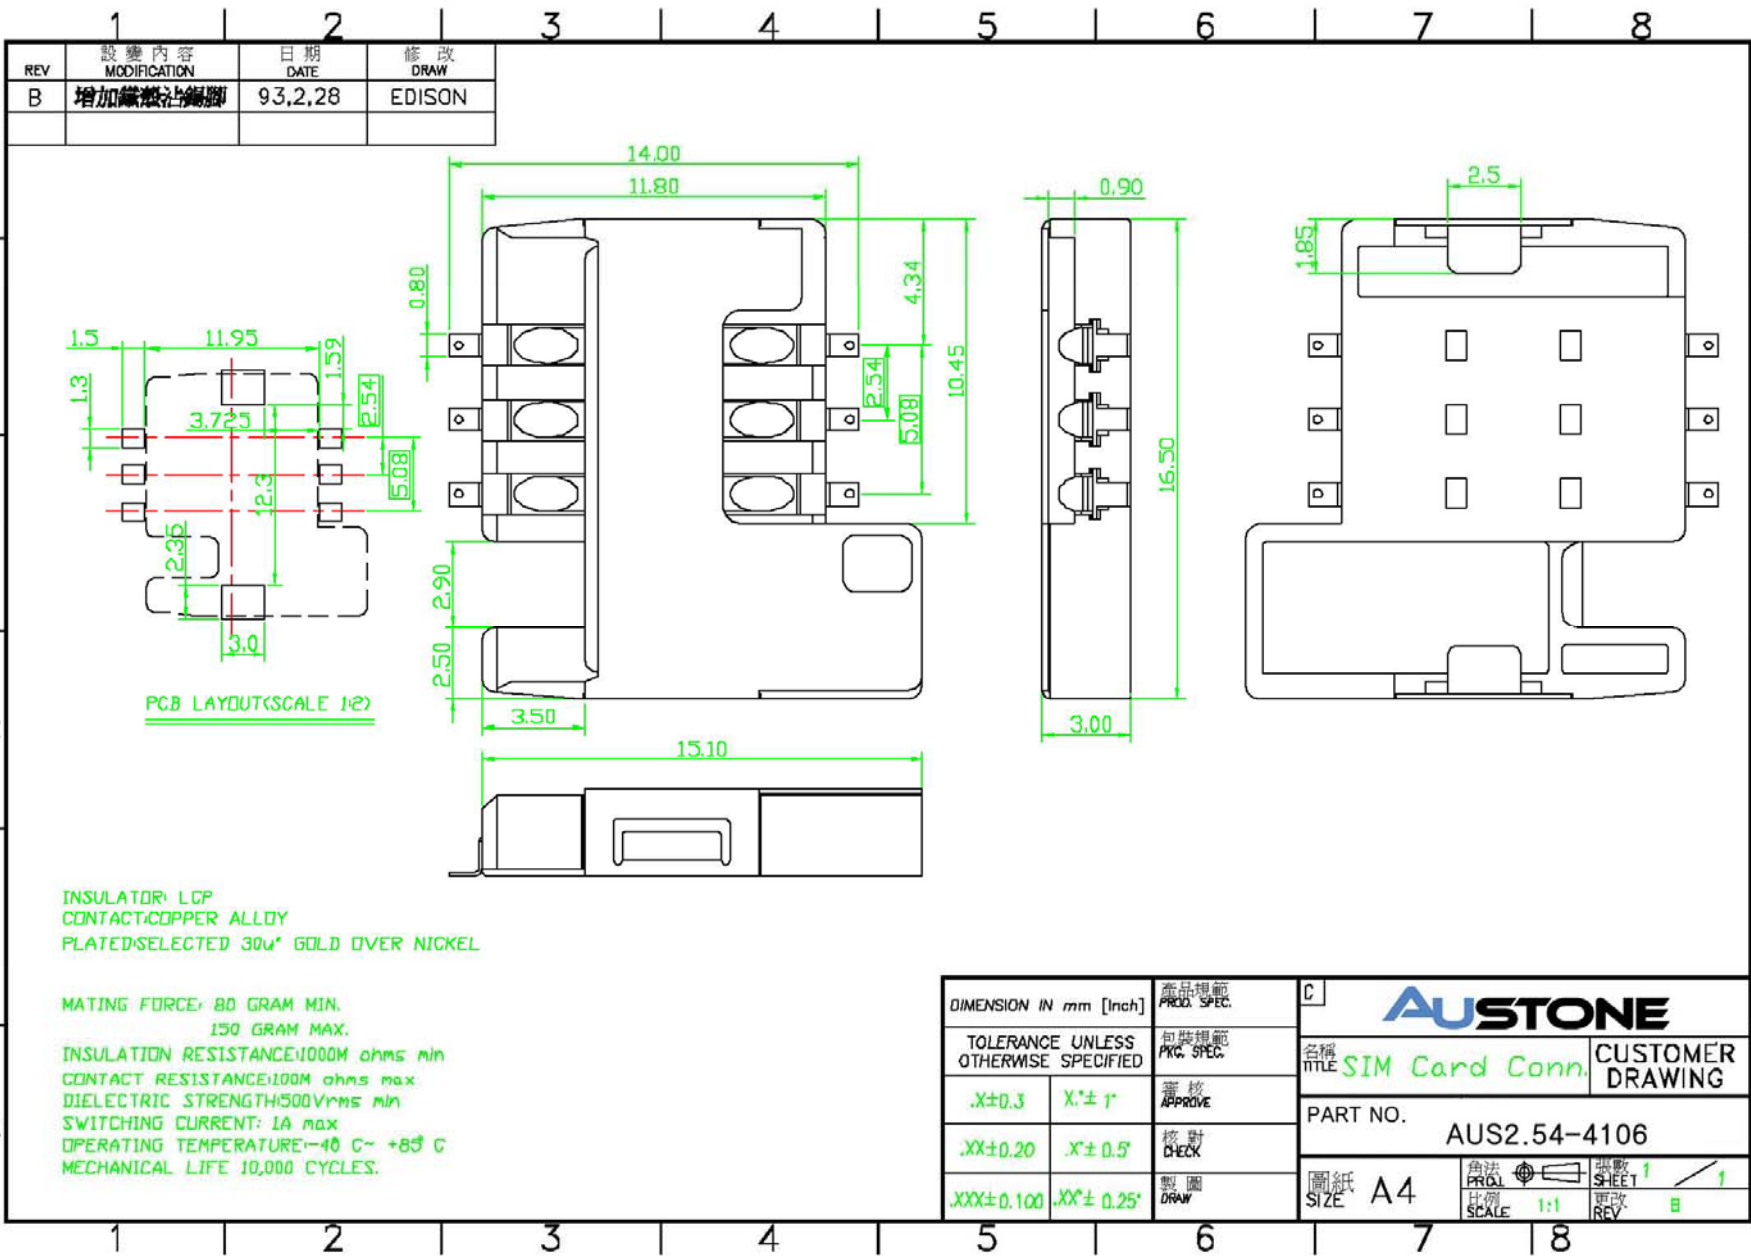 1 2 3 4 5 6 7 8
REV 設變內容 MODIFICATION 日期 DATE 修改 DRAW
B 增加鐵殼沾錫腳 93,2,28 EDISON
14.00
11.80
0.80
4.34
10.45
2.54
5.08
2.90
2.50
3.50
0.90
16.50
3.00
2.5
1.85
1.5
11.95
1.59
1.3
3.725
2.54
5.08
12.3
2.35
3.0
PCB LAYOUT(SCALE 1:2)
15.10
INSULATOR: LCP
CONTACT:COPPER ALLOY
PLATED:SELECTED 30u" GOLD OVER NICKEL
MATING FORCE: 80 GRAM MIN.
150 GRAM MAX.
INSULATION RESISTANCE:1000M ohms min
CONTACT RESISTANCE:100M ohms max
DIELECTRIC STRENGTH:500Vrms min
SWITCHING CURRENT: 1A max
OPERATING TEMPERATURE:-40°C~ +85°C
MECHANICAL LIFE 10,000 CYCLES.
DIMENSION IN mm [Inch]
TOLERANCE UNLESS
OTHERWISE SPECIFIED
.X±0.3 X.°± 1°
.XX±0.20 .X°± 0.5°
.XXX±0.100 .XX°± 0.25°
產品規範
PROD. SPEC.
包裝規範
PKG. SPEC.
審核
APPROVE
核對
CHECK
製圖
DRAW
C
AUSTONE
名稱
TITLE SIM Card Conn.
CUSTOMER
DRAWING
PART NO.
AUS2.54-4106
圖紙
SIZE A4
角法
PROJ.
張數
SHEET 1 / 1
比例
SCALE 1:1
更改
REV B
1 2 3 4 5 6 7 8